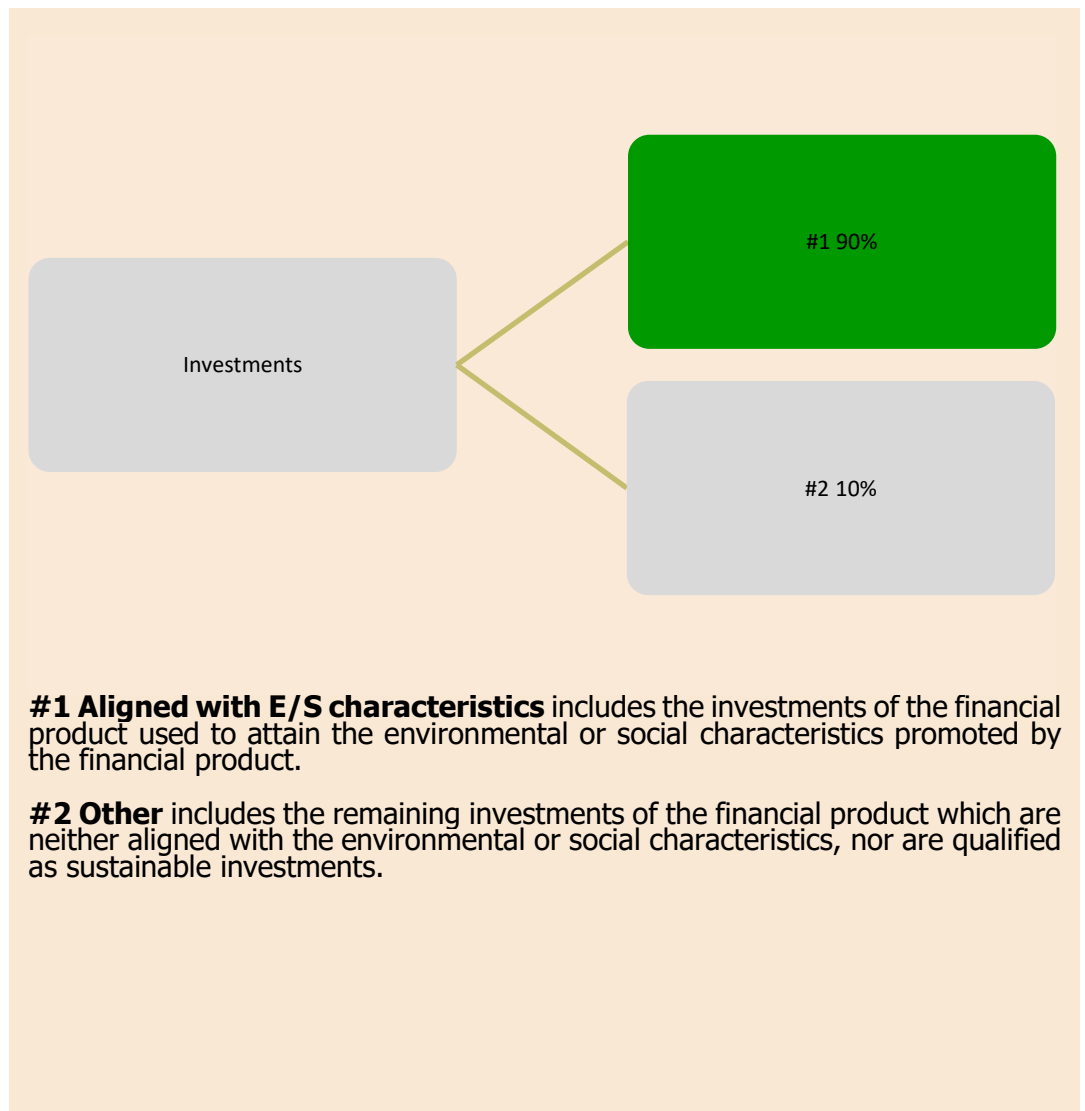 #1 90%
Investments
#2 10%
#1 Aligned with E/S characteristics includes the investments of the financial
product used to attain the environmental or social characteristics promoted by
the financial product.
#2 Other includes the remaining investments of the financial product which are
neither aligned with the environmental or social characteristics, nor are qualified
as sustainable investments.